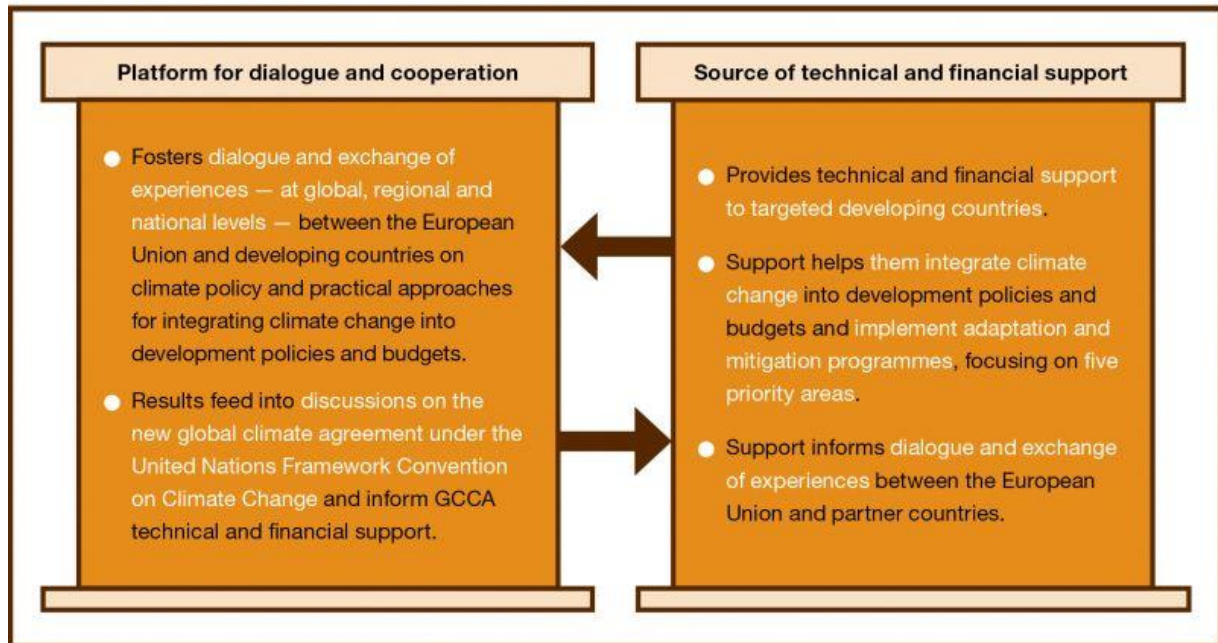 Platform for dialogue and cooperation
Fosters dialogue and exchange of
experiences — at global, regional and
national levels — between the European
Union and developing countries on
climate policy and practical approaches
for integrating climate change into
development policies and budgets.
Results feed into discussions on the
new global climate agreement under the
United Nations Framework Convention
on Climate Change and inform GCCA
technical and financial support.
Source of technical and financial support
Provides technical and financial support
to targeted developing countries.
Support helps them integrate climate
change into development policies and
budgets and implement adaptation and
mitigation programmes, focusing on five
priority areas.
Support informs dialogue and exchange
of experiences between the European
Union and partner countries.